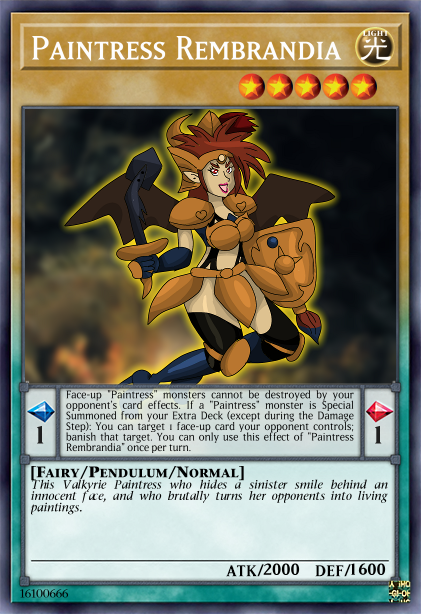 PAINTRESS REMBRANDIA
LIGHT
光
Face-up "Paintress" monsters cannot be destroyed by your
opponent's card effects. If a "Paintress" monster is Special
Summoned from your Extra Deck (except during the Damage
Step): You can target 1 face-up card your opponent controls;
banish that target. You can only use this effect of "Paintress
Rembrandia" once per turn.
1
1
[FAIRY/PENDULUM/NORMAL]
This Valkyrie Paintress who hides a sinister smile behind an
innocent face, and who brutally turns her opponents into living
paintings.
ATK/2000 DEF/1600
16100666